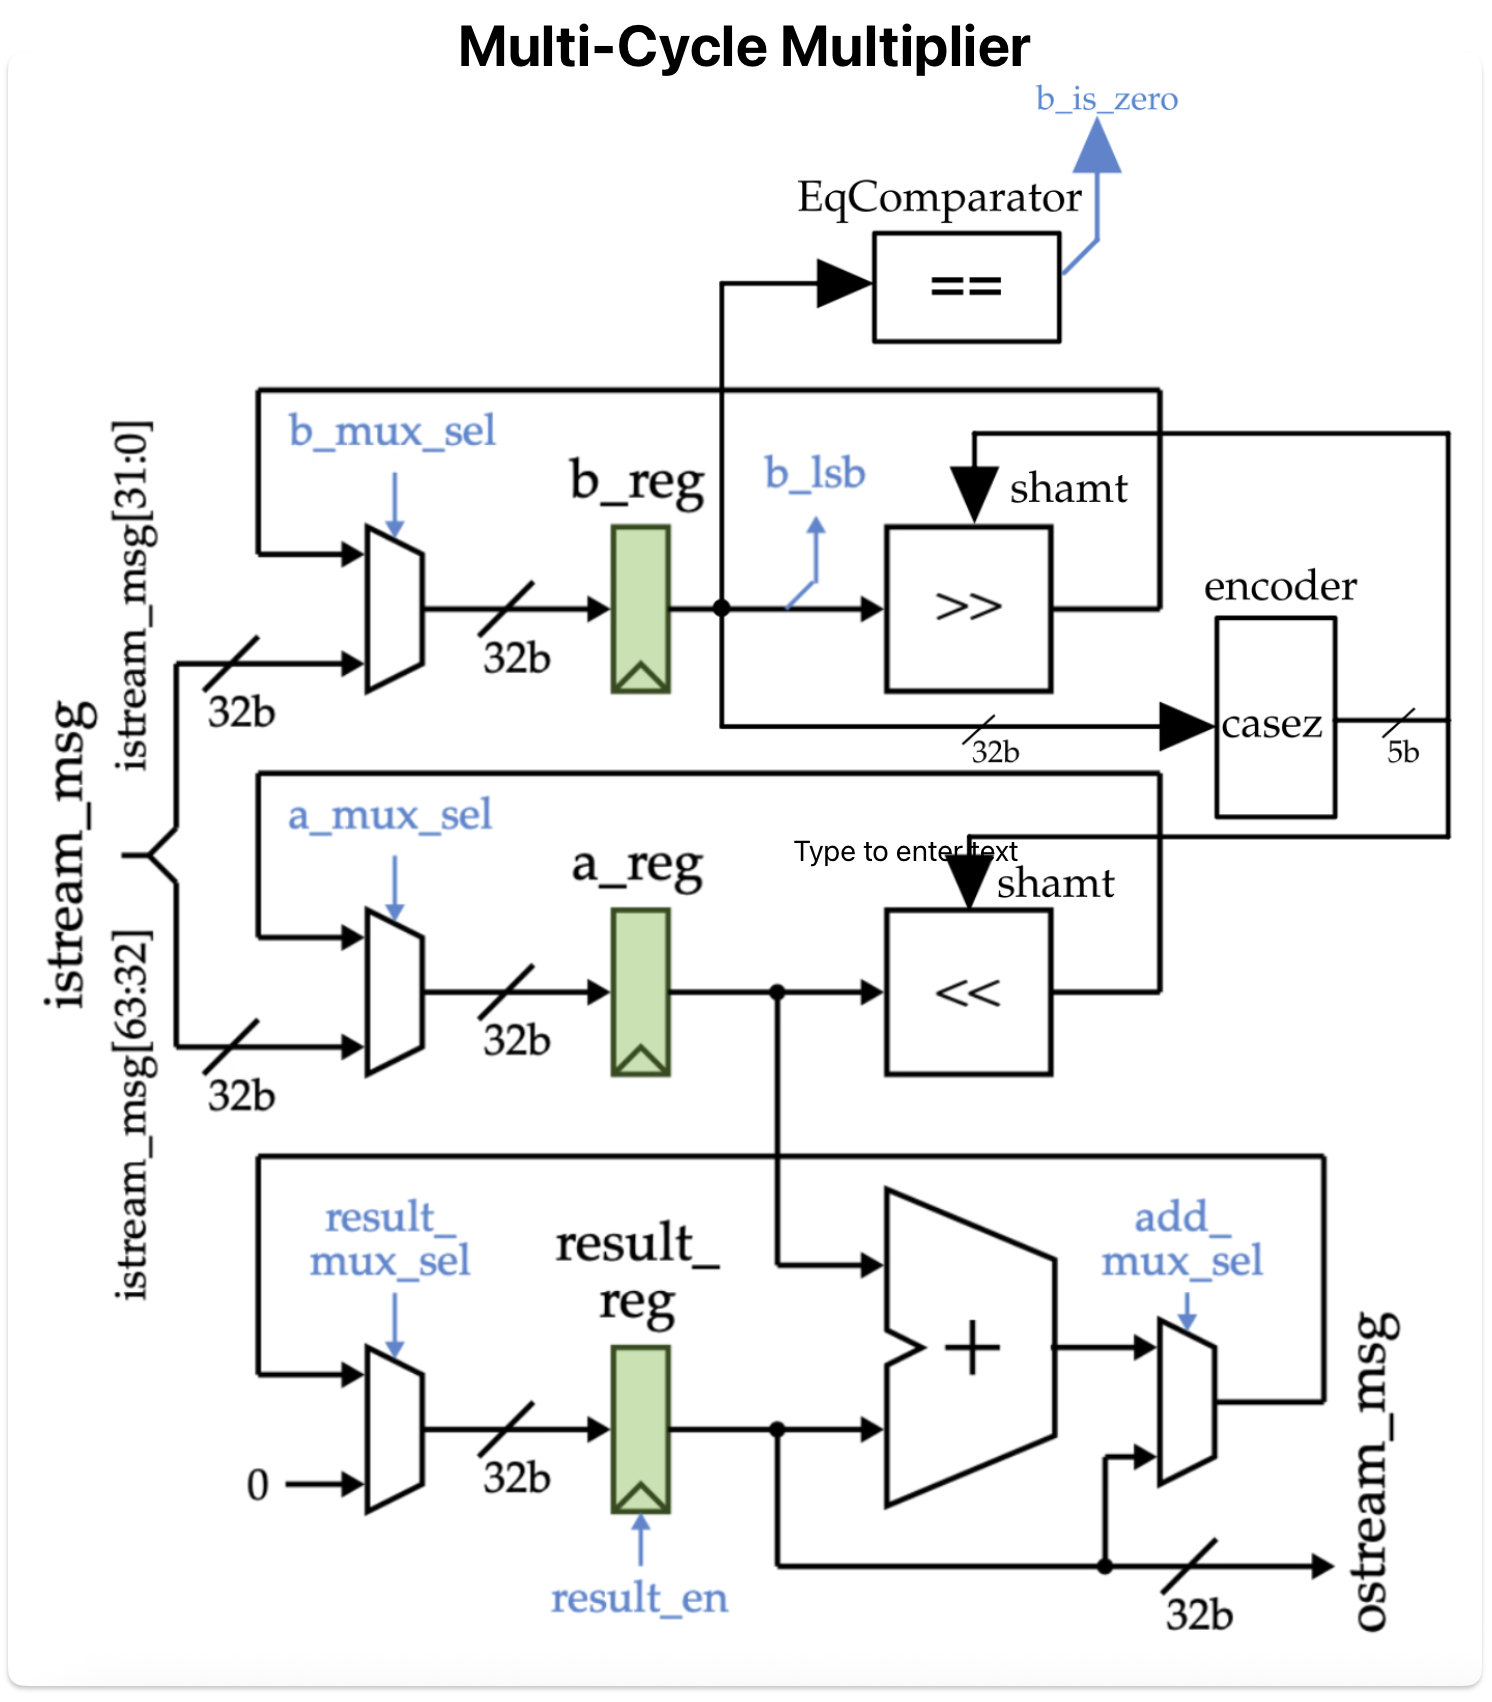 Multi-Cycle Multiplier
b_is_zero
EqComparator
==
b_mux_sel
b_reg
b_lsb
shamt
>>
encoder
casez
32b
5b
32b
32b
istream_msg[31:0]
istream_msg
istream_msg[63:32]
a_mux_sel
a_reg
Type to enter text
shamt
<<
32b
32b
result_
mux_sel
result_
reg
+
add_
mux_sel
0
32b
result_en
32b
ostream_msg